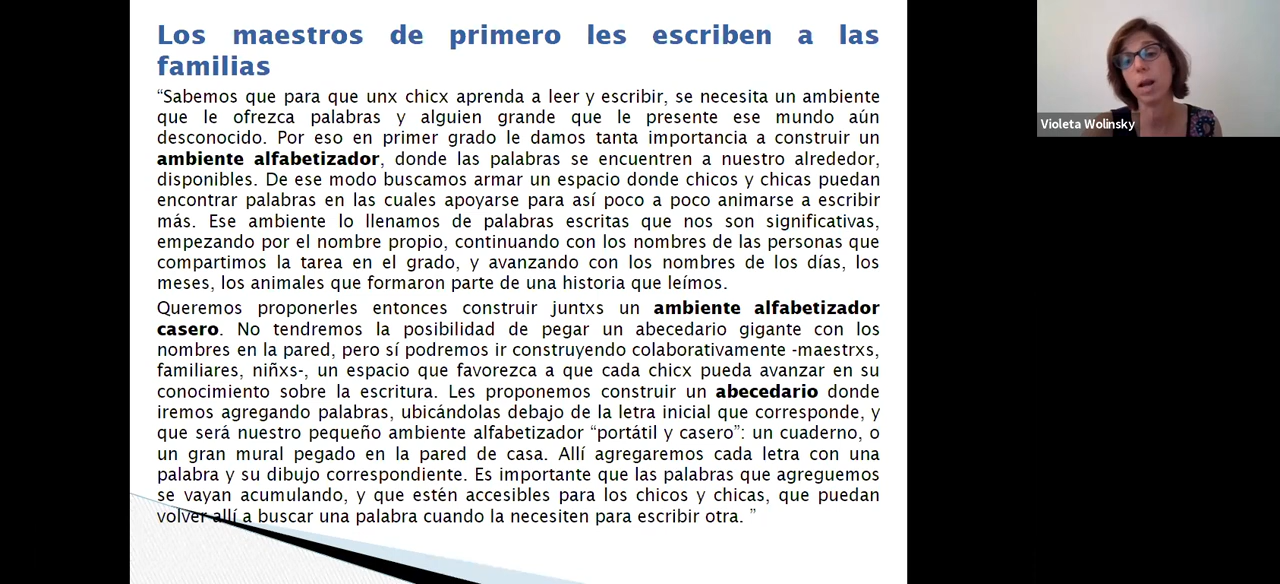 Los maestros de primero les escriben a las
familias
“Sabemos que para que unx chicx aprenda a leer y escribir, se necesita un ambiente
que le ofrezca palabras y alguien grande que le presente ese mundo aún
desconocido. Por eso en primer grado le damos tanta importancia a construir un
ambiente alfabetizador, donde las palabras se encuentren a nuestro alrededor,
disponibles. De ese modo buscamos armar un espacio donde chicos y chicas puedan
encontrar palabras en las cuales apoyarse para así poco a poco animarse a escribir
más. Ese ambiente lo llenamos de palabras escritas que nos son significativas,
empezando por el nombre propio, continuando con los nombres de las personas que
compartimos la tarea en el grado, y avanzando con los nombres de los días, los
meses, los animales que formaron parte de una historia que leímos.
Queremos proponerles entonces construir juntxs un ambiente alfabetizador
casero. No tendremos la posibilidad de pegar un abecedario gigante con los
nombres en la pared, pero sí podremos ir construyendo colaborativamente -maestrxs,
familiares, niñxs-, un espacio que favorezca a que cada chicx pueda avanzar en su
conocimiento sobre la escritura. Les proponemos construir un abecedario donde
iremos agregando palabras, ubicándolas debajo de la letra inicial que corresponde, y
que será nuestro pequeño ambiente alfabetizador “portátil y casero”: un cuaderno, o
un gran mural pegado en la pared de casa. Allí agregaremos cada letra con una
palabra y su dibujo correspondiente. Es importante que las palabras que agreguemos
se vayan acumulando, y que estén accesibles para los chicos y chicas, que puedan
volver allí a buscar una palabra cuando la necesiten para escribir otra. ”
Violeta Wolinsky